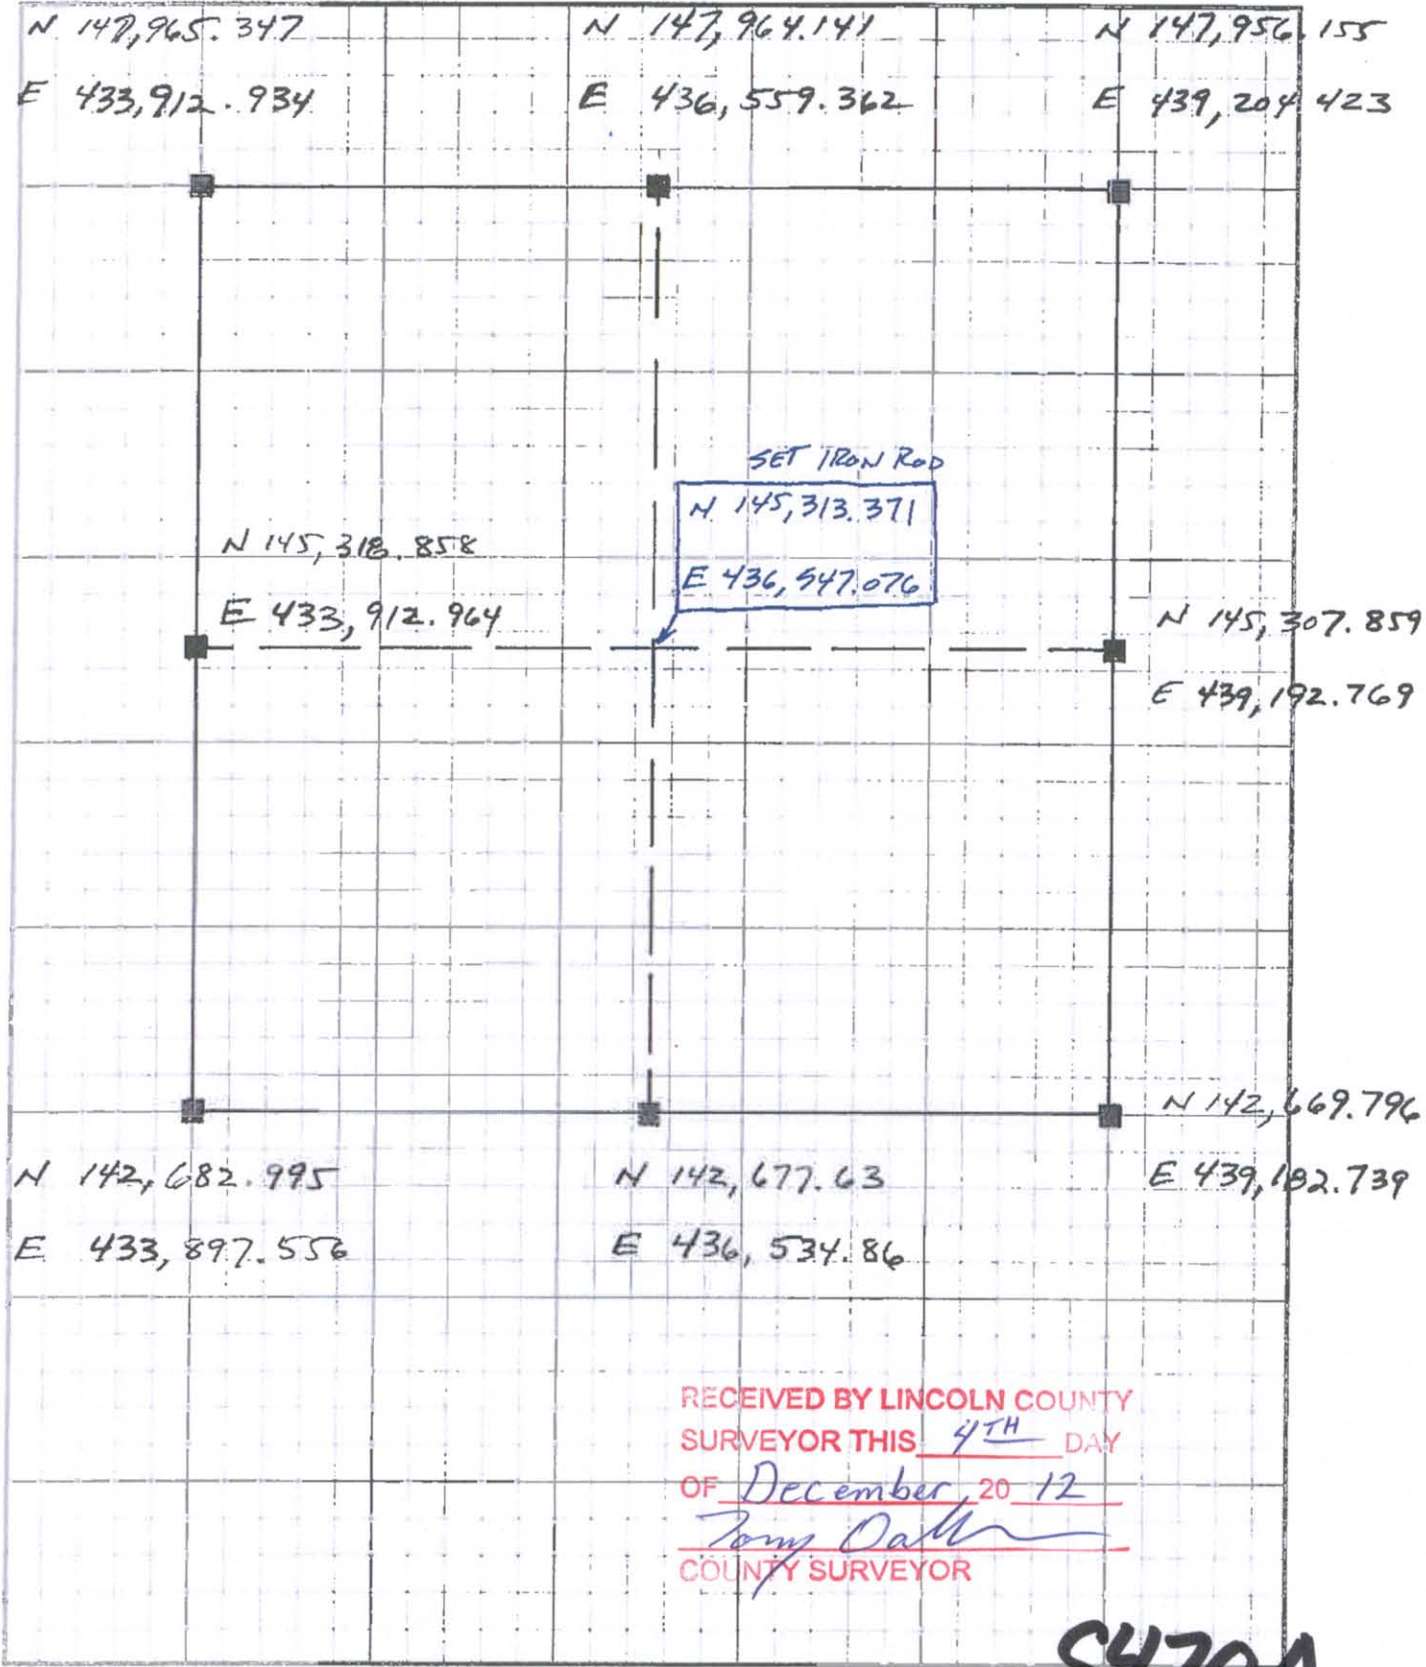 N 147,965.347
E 433,912.934
N 147,964.141
E 436,559.362
N 147,956.155
E 439,204.423
SET IRON ROD
N 145,313.371
E 436,547.076
N 145,318.858
E 433,912.964
N 145,307.859
E 439,192.769
N 142,682.995
E 433,897.556
N 142,677.63
E 436,534.86
N 142,669.796
E 439,182.739
RECEIVED BY LINCOLN COUNTY
SURVEYOR THIS 4TH DAY
OF December, 20 12
Tony
COUNTY SURVEYOR